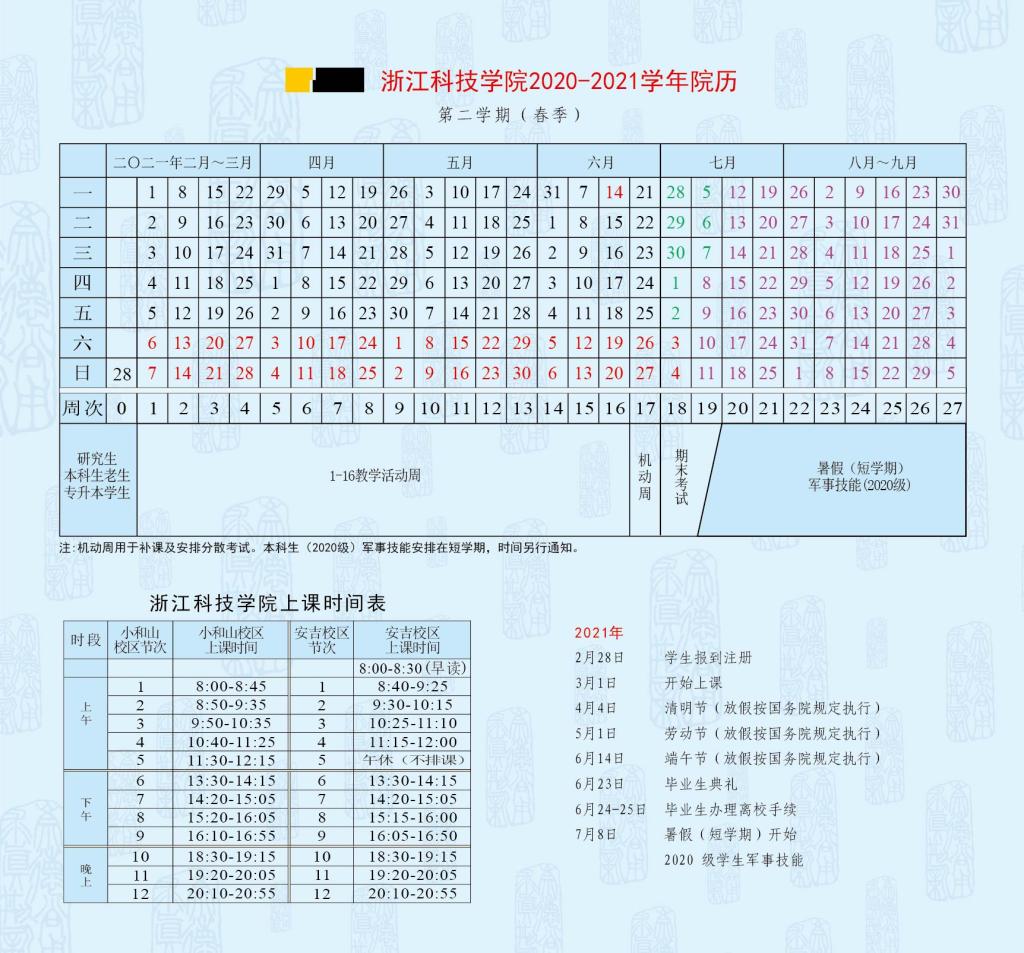 浙江科技学院2020-2021学年院历
第二学期（春季）
二〇二一年二月～三月 四月 五月 六月 七月 八月～九月
一 1 8 15 22 29 5 12 19 26 3 10 17 24 31 7 14 21 28 5 12 19 26 2 9 16 23 30
二 2 9 16 23 30 6 13 20 27 4 11 18 25 1 8 15 22 29 6 13 20 27 3 10 17 24 31
三 3 10 17 24 31 7 14 21 28 5 12 19 26 2 9 16 23 30 7 14 21 28 4 11 18 25 1
四 4 11 18 25 1 8 15 22 29 6 13 20 27 3 10 17 24 1 8 15 22 29 5 12 19 26 2
五 5 12 19 26 2 9 16 23 30 7 14 21 28 4 11 18 25 2 9 16 23 30 6 13 20 27 3
六 6 13 20 27 3 10 17 24 1 8 15 22 29 5 12 19 26 3 10 17 24 31 7 14 21 28 4
日 28 7 14 21 28 4 11 18 25 2 9 16 23 30 6 13 20 27 4 11 18 25 1 8 15 22 29 5
周次 0 1 2 3 4 5 6 7 8 9 10 11 12 13 14 15 16 17 18 19 20 21 22 23 24 25 26 27
研究生
本科生老生
专升本学生
1-16教学活动周
机动周
期末考试
暑假（短学期）
军事技能(2020级)
注:机动周用于补课及安排分散考试。本科生（2020级）军事技能安排在短学期，时间另行通知。
浙江科技学院上课时间表
时段 小和山校区节次 小和山校区上课时间 安吉校区节次 安吉校区上课时间
8:00-8:30(早读)
上午
1 8:00-8:45 1 8:40-9:25
2 8:50-9:35 2 9:30-10:15
3 9:50-10:35 3 10:25-11:10
4 10:40-11:25 4 11:15-12:00
5 11:30-12:15 5 午休（不排课）
下午
6 13:30-14:15 6 13:30-14:15
7 14:20-15:05 7 14:20-15:05
8 15:20-16:05 8 15:15-16:00
9 16:10-16:55 9 16:05-16:50
晚上
10 18:30-19:15 10 18:30-19:15
11 19:20-20:05 11 19:20-20:05
12 20:10-20:55 12 20:10-20:55
2021年
2月28日 学生报到注册
3月1日 开始上课
4月4日 清明节（放假按国务院规定执行）
5月1日 劳动节（放假按国务院规定执行）
6月14日 端午节（放假按国务院规定执行）
6月23日 毕业生典礼
6月24-25日 毕业生办理离校手续
7月8日 暑假（短学期）开始
2020 级学生军事技能